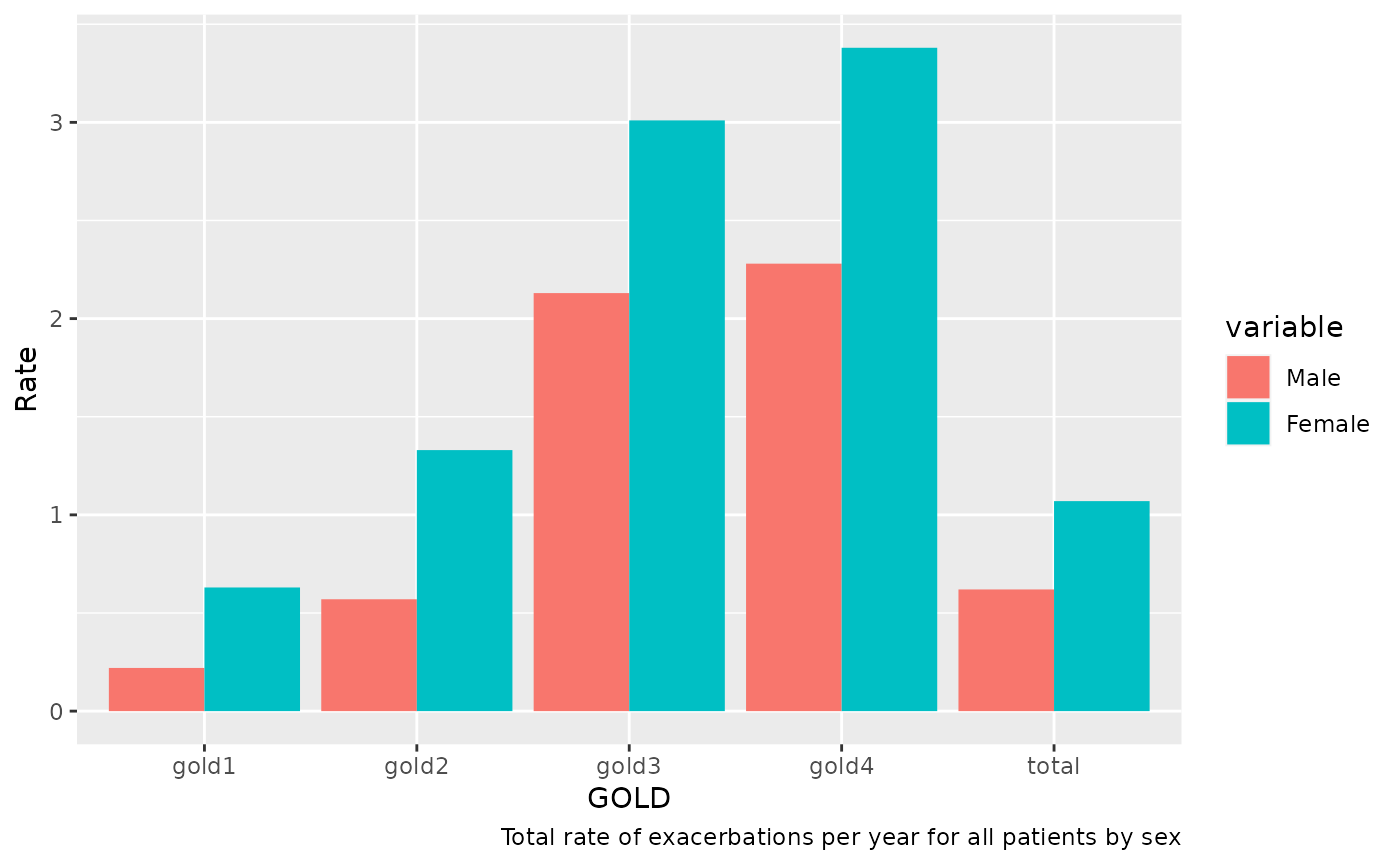 Rate
3
2
1
0
gold1 gold2 gold3 gold4 total
GOLD
Total rate of exacerbations per year for all patients by sex
variable
Male
Female